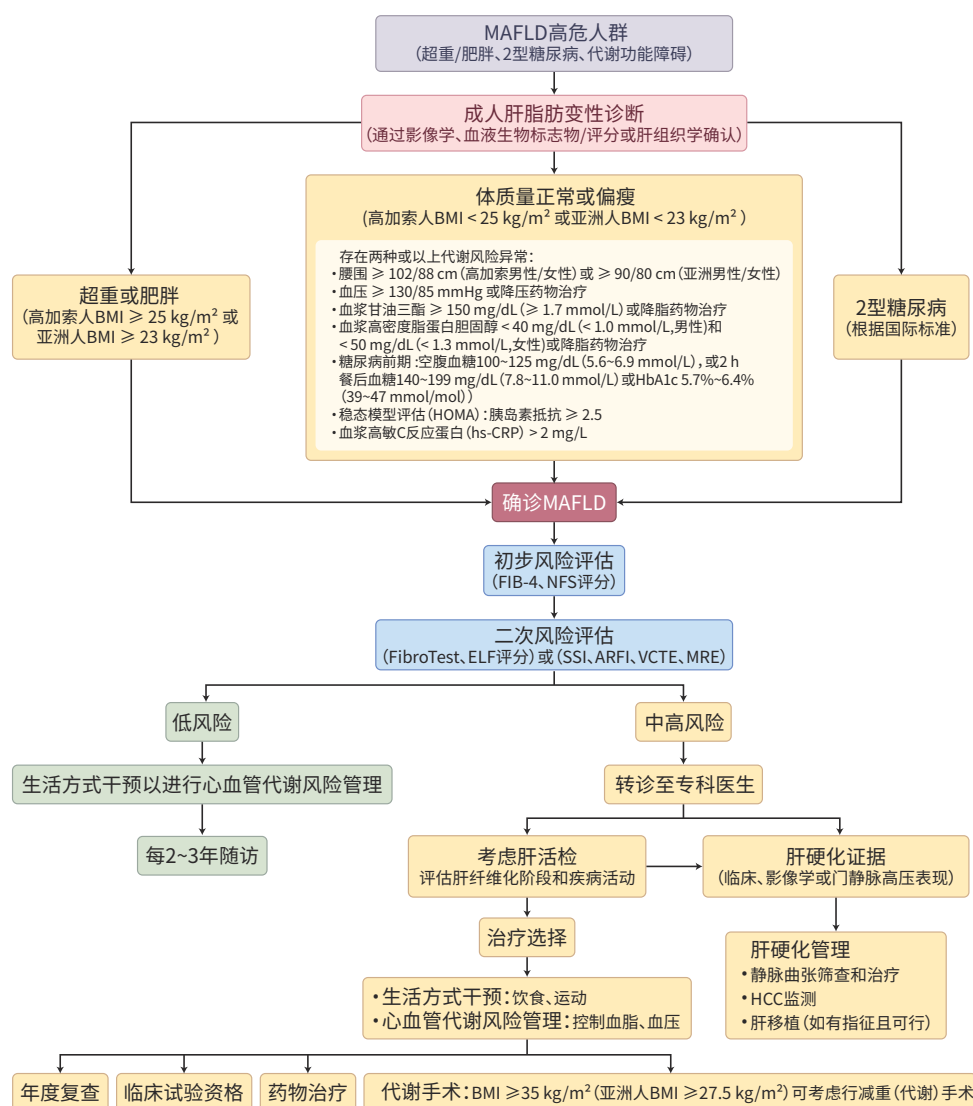 MAFLD高危人群
(超重/肥胖、2型糖尿病、代谢功能障碍)
成人肝脂肪变性诊断
(通过影像学、血液生物标志物/评分或肝组织学确认)
体质量正常或偏瘦
(高加索人BMI < 25 kg/m² 或亚洲人BMI < 23 kg/m² )
存在两种或以上代谢风险异常:
·腰围 ≥ 102/88 cm (高加索男性/女性) 或 ≥ 90/80 cm (亚洲男性/女性)
·血压 ≥ 130/85 mmHg 或降压药物治疗
·血浆甘油三酯 ≥ 150 mg/dL (≥ 1.7 mmol/L) 或降脂药物治疗
·血浆高密度脂蛋白胆固醇 < 40 mg/dL (< 1.0 mmol/L,男性)和
< 50 mg/dL (< 1.3 mmol/L,女性)或降脂药物治疗
·糖尿病前期:空腹血糖100~125 mg/dL (5.6~6.9 mmol/L),或2 h
餐后血糖140~199 mg/dL (7.8~11.0 mmol/L) 或HbA1c 5.7%~6.4%
(39~47 mmol/mol))
·稳态模型评估(HOMA):胰岛素抵抗 ≥ 2.5
·血浆高敏C反应蛋白(hs-CRP) > 2 mg/L
超重或肥胖
(高加索人BMI ≥ 25 kg/m² 或
亚洲人BMI ≥ 23 kg/m² )
2型糖尿病
(根据国际标准)
确诊MAFLD
初步风险评估
(FIB-4、NFS评分)
二次风险评估
(FibroTest、ELF评分) 或 (SSI、ARFI、VCTE、MRE)
低风险
中高风险
生活方式干预以进行心血管代谢风险管理
转诊至专科医生
每2~3年随访
考虑肝活检
评估肝纤维化阶段和疾病活动
肝硬化证据
(临床、影像学或门静脉高压表现)
治疗选择
肝硬化管理
·静脉曲张筛查和治疗
·HCC监测
·肝移植(如有指征且可行)
·生活方式干预:饮食、运动
·心血管代谢风险管理:控制血脂、血压
年度复查
临床试验资格
药物治疗
代谢手术:BMI ≥35 kg/m² (亚洲人BMI ≥27.5 kg/m²) 可考虑行减重(代谢)手术